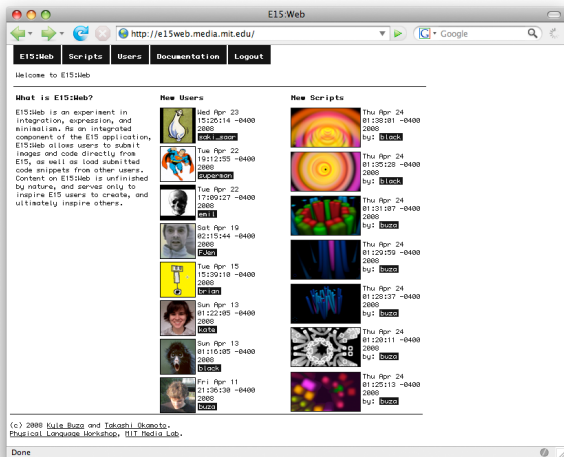 E15:Web
http://e15web.media.mit.edu/
Google
E15:Web Scripts Users Documentation Logout
Welcome to E15:Web
What is E15:Web?
E15:Web is an experiment in
integration, expression, and
minimalism. As an integrated
component of the E15 application,
E15:Web allows users to submit
images and code directly from
E15, as well as load submitted
code snippets from other users.
Content on E15:Web is unfinished
by nature, and serves only to
inspire E15 users to create, and
ultimately inspire others.
New Users
Wed Apr 23
15:26:14 -0400
2008
saki_saar
Tue Apr 22
19:12:55 -0400
2008
superman
Tue Apr 22
17:09:27 -0400
2008
emil
Sat Apr 19
02:15:44 -0400
2008
FJen
Tue Apr 15
15:39:10 -0400
2008
brian
Sun Apr 13
01:22:05 -0400
2008
kate
Sun Apr 13
01:16:05 -0400
2008
black
Fri Apr 11
21:36:30 -0400
2008
buza
New Scripts
Thu Apr 24
01:38:01 -0400
2008
by: black
Thu Apr 24
01:35:28 -0400
2008
by: black
Thu Apr 24
01:31:07 -0400
2008
by: buza
Thu Apr 24
01:29:59 -0400
2008
by: buza
Thu Apr 24
01:28:37 -0400
2008
by: buza
Thu Apr 24
01:20:11 -0400
2008
by: buza
Thu Apr 24
01:25:13 -0400
2008
by: buza
(c) 2008 Kyle Buza and Takashi Okamoto.
Physical Language Workshop, MIT Media Lab.
Done